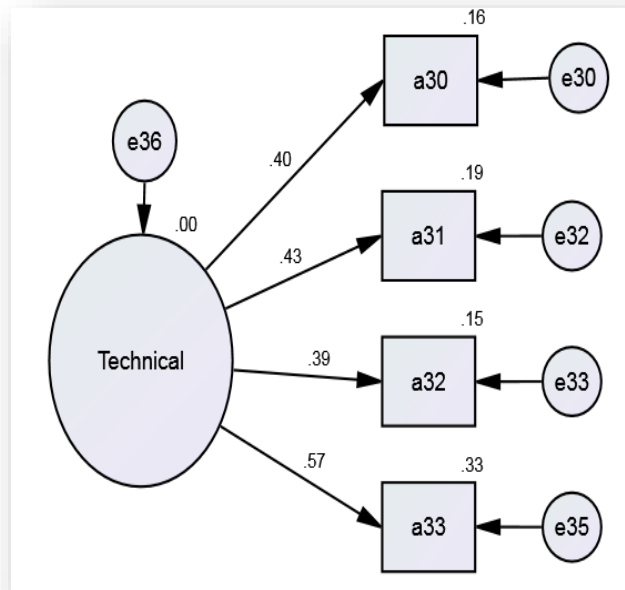 .16
a30
e30
e36
.40
.00
.19
a31
e32
.43
.15
Technical
.39
a32
e33
.57
.33
a33
e35